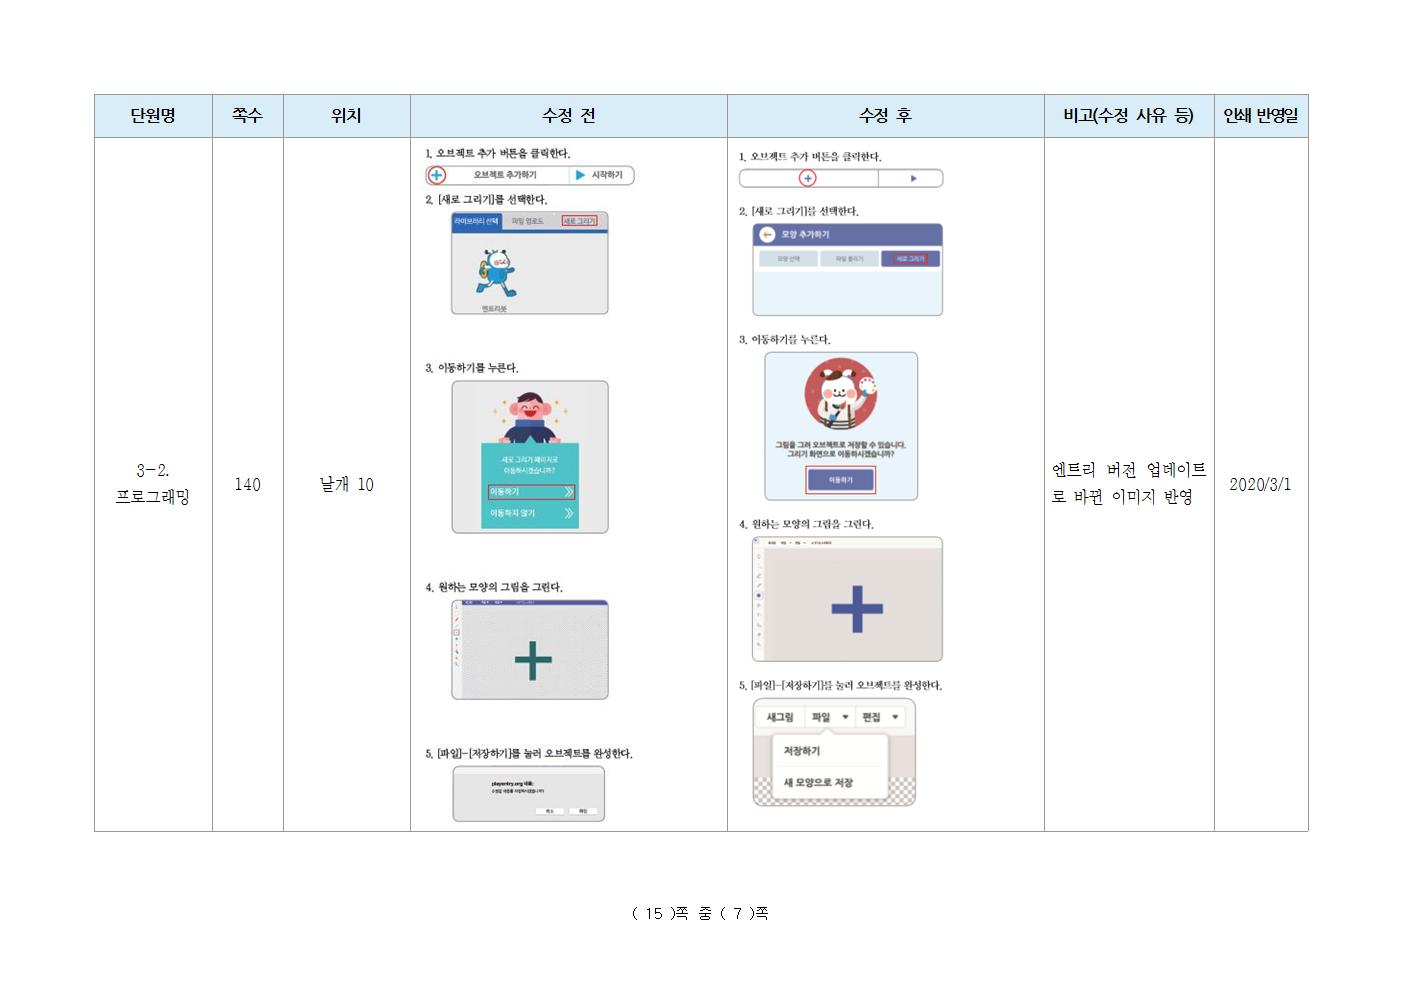 단원명 쪽수 위치 수정 전 수정 후 비고(수정 사유 등) 인쇄 반영일
3-2.
프로그래밍
140
날개 10
1. 오브젝트 추가 버튼을 클릭한다.
오브젝트 추가하기 시작하기
2. [새로 그리기]를 선택한다.
라이브러리 선택 파일 업로드 새로 그리기
엔트리봇
3. 이동하기를 누른다.
새로 그리기 페이지로
이동하시겠습니까?
이동하기
이동하지 않기
4. 원하는 모양의 그림을 그린다.
5. [파일]-[저장하기]를 눌러 오브젝트를 완성한다.
playentry.org 내용:
수정된 내용을 저장하시겠습니까?
취소 확인
1. 오브젝트 추가 버튼을 클릭한다.
2. [새로 그리기]를 선택한다.
모양 추가하기
모양 선택 파일 올리기 새로 그리기
3. 이동하기를 누른다.
그림을 그려 오브젝트로 저장할 수 있습니다.
그리기 화면으로 이동하시겠습니까?
이동하기
4. 원하는 모양의 그림을 그린다.
5. [파일]-[저장하기]를 눌러 오브젝트를 완성한다.
새그림 파일 ▼ 편집 ▼
저장하기
새 모양으로 저장
엔트리 버전 업데이트
로 바뀐 이미지 반영
2020/3/1
( 15 )쪽 중 ( 7 )쪽